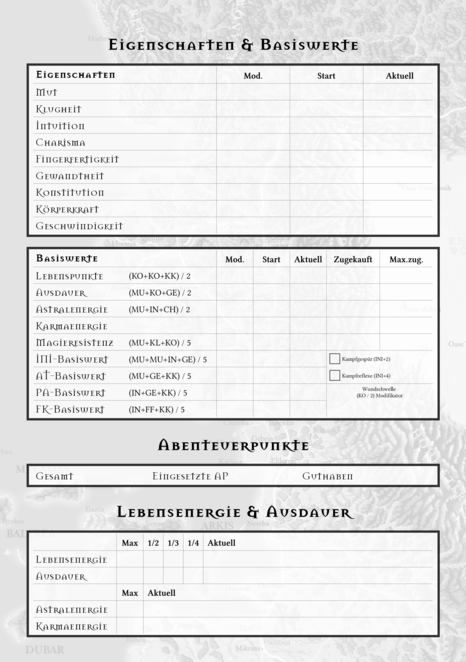 Eigenschaften & Basiswerte
Eigenschaften Mod. Start Aktuell
Mut
Klugheit
Intuition
Charisma
Fingerfertigkeit
Gewandtheit
Konstitution
Körperkraft
Geschwindigkeit
Basiswerte Mod. Start Aktuell Zugekauft Max.zug.
Lebenspunkte (KO+KO+KK) / 2
Ausdauer (MU+KO+GE) / 2
Astralenergie (MU+IN+CH) / 2
Karmaenergie
Magieresistenz (MU+KL+KO) / 5
INI-Basiswert (MU+MU+IN+GE) / 5 Kampfgespür (INI+2)
AT-Basiswert (MU+GE+KK) / 5 Kampfreflexe (INI+4)
PA-Basiswert (IN+GE+KK) / 5 Wundschwelle
(KO / 2) Modifikator
FK-Basiswert (IN+FF+KK) / 5
Abenteuerpunkte
Gesamt Eingesetzte AP Guthaben
Lebensenergie & Ausdauer
ARKIS
Max 1/2 1/3 1/4 Aktuell
Lebensenergie
Ausdauer
Max Aktuell
Astralenergie
Karmaenergie
DUBAR